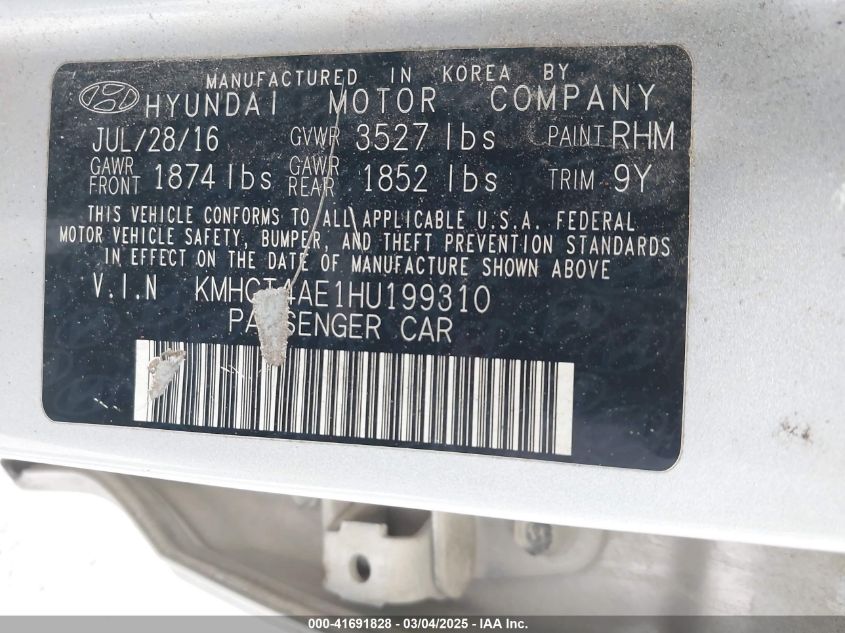 MANUFACTURED IN KOREA BY
HYUNDAI MOTOR COMPANY
JUL/28/16 GVWR 3527 lbs PAINT RHM
GAWR FRONT 1874 lbs GAWR REAR 1852 lbs TRIM 9Y
THIS VEHICLE CONFORMS TO ALL APPLICABLE U.S.A. FEDERAL
MOTOR VEHICLE SAFETY, BUMPER, AND THEFT PREVENTION STANDARDS
IN EFFECT ON THE DATE OF MANUFACTURE SHOWN ABOVE
V.I.N KMHCT4AE1HU199310
PASSENGER CAR
000-41691828 - 03/04/2025 - IAA Inc.